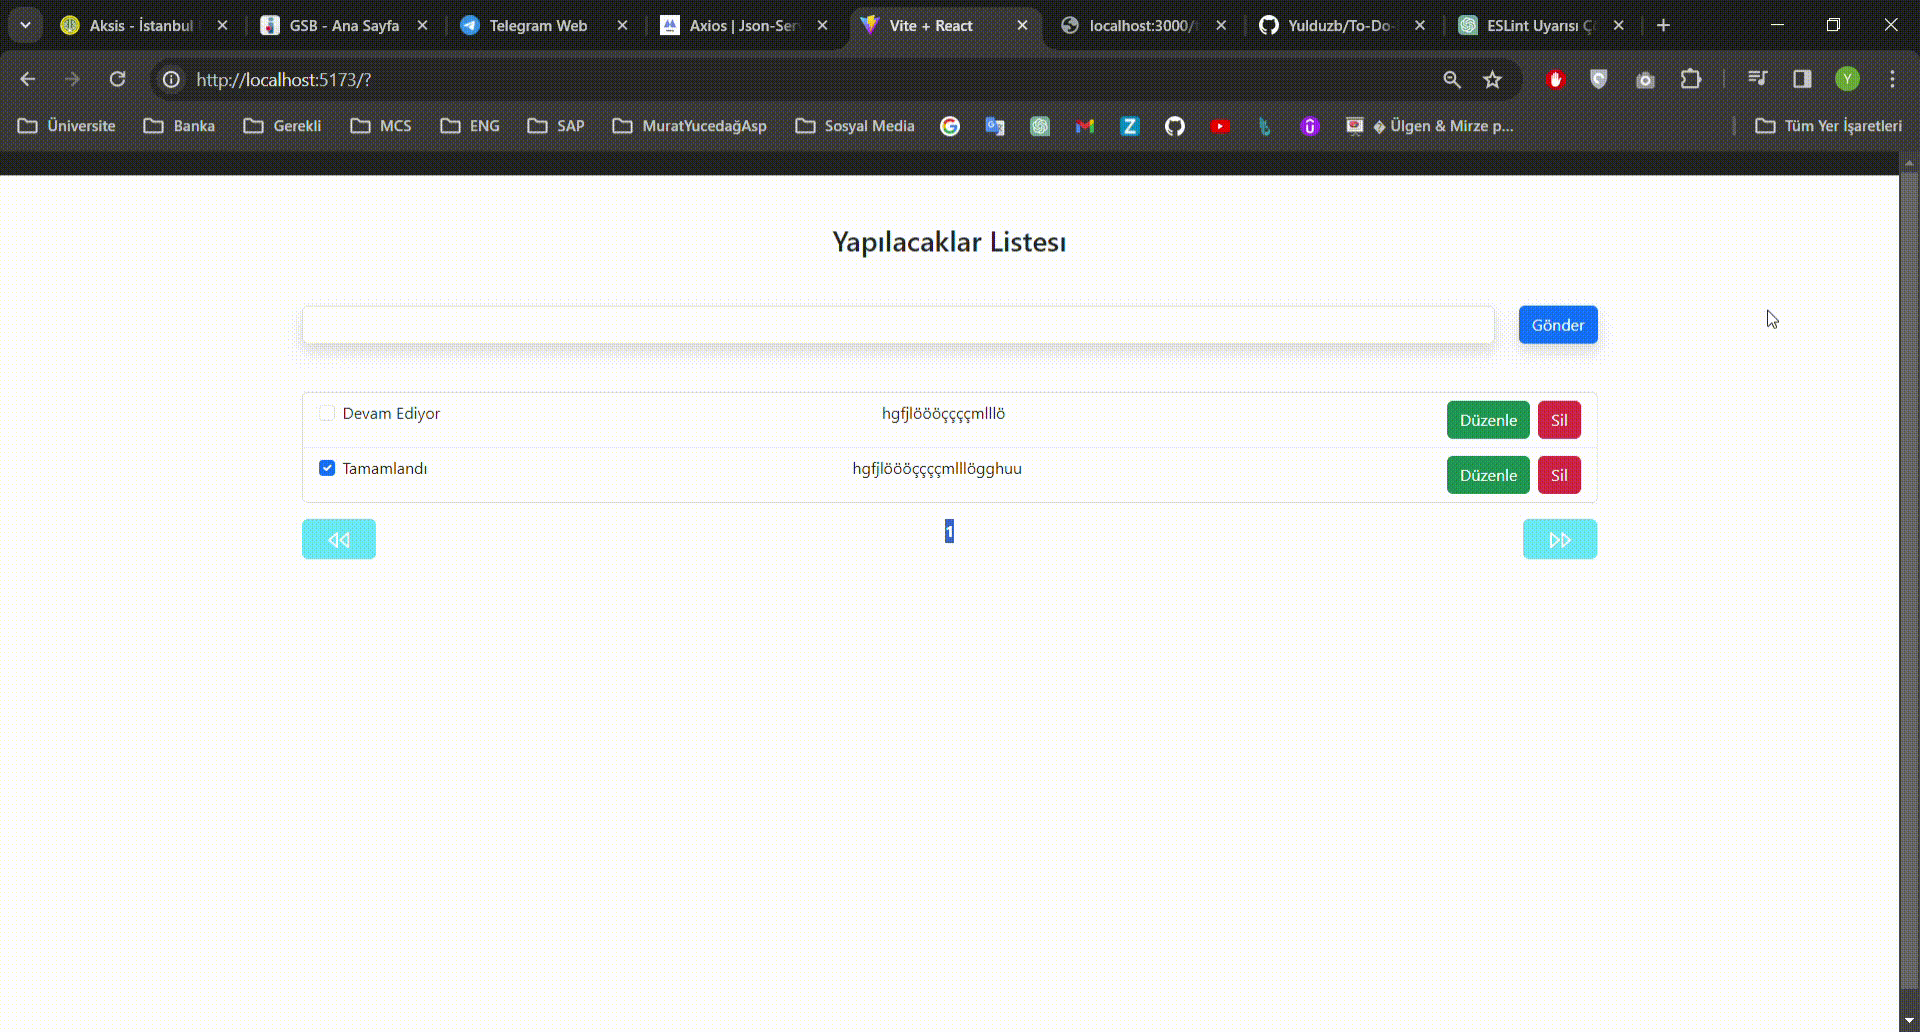 Aksis - İstanbul
GSB - Ana Sayfa
Telegram Web
Axios | Json-Ser
Vite + React
localhost:3000/
Yulduzb/To-Do-
ESLint Uyarısı Ç
http://localhost:5173/?
Y
Üniversite
Banka
Gerekli
MCS
ENG
SAP
MuratYucedağAsp
Sosyal Media
� Ülgen & Mirze p...
Tüm Yer İşaretleri
Yapılacaklar Listesı
Gönder
Devam Ediyor hgfjlöööççççmlllö Düzenle Sil
Tamamlandı hgfjlöööççççmlllögghuu Düzenle Sil
1